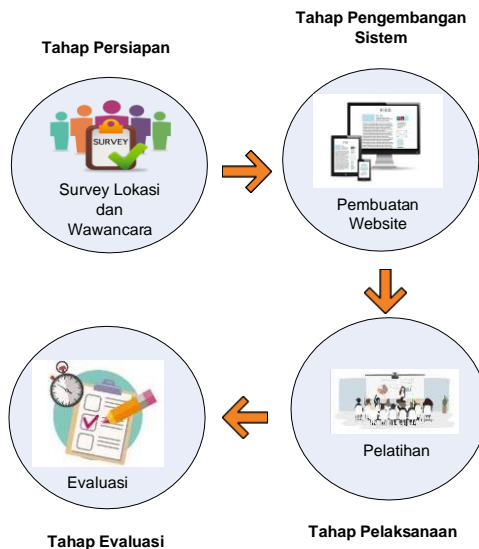 Tahap Persiapan
Tahap Pengembangan
Sistem
SURVEY
Survey Lokasi
dan
Wawancara
Pembuatan
Website
Evaluasi
Pelatihan
Tahap Evaluasi
Tahap Pelaksanaan